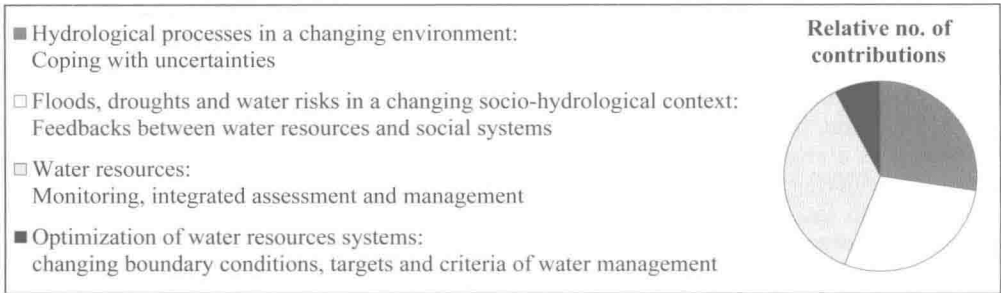 Hydrological processes in a changing environment:
Coping with uncertainties
Floods, droughts and water risks in a changing socio-hydrological context:
Feedbacks between water resources and social systems
Water resources:
Monitoring, integrated assessment and management
Optimization of water resources systems:
changing boundary conditions, targets and criteria of water management
Relative no. of
contributions